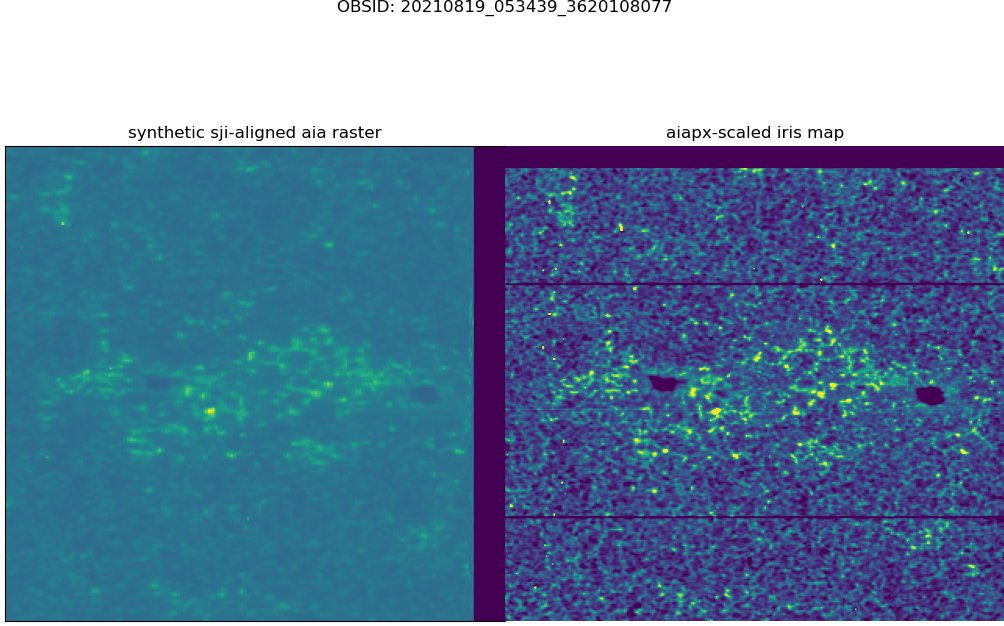 OBSID: 20210819_053439_3620108077
synthetic sji-aligned aia raster
aiapx-scaled iris map